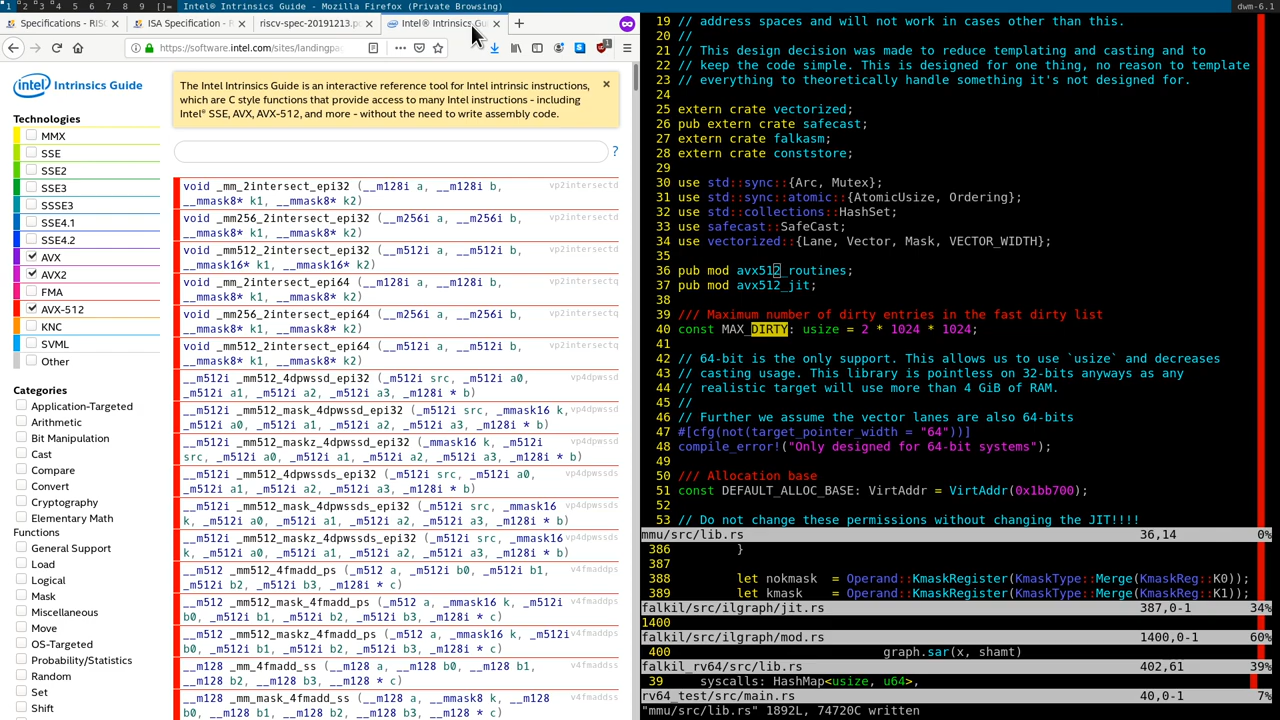 1 2 3 4 5 6 7 8 9 []= Intel® Intrinsics Guide - Mozilla Firefox (Private Browsing) dwm-6.1
Specifications - RISC ISA Specification - R riscv-spec-20191213.pd Intel® Intrinsics Gu
https://software.intel.com/sites/landingpa
Intel Intrinsics Guide
The Intel Intrinsics Guide is an interactive reference tool for Intel intrinsic instructions,
which are C style functions that provide access to many Intel instructions - including
Intel® SSE, AVX, AVX-512, and more - without the need to write assembly code.
?
Technologies
MMX
SSE
SSE2
SSE3
SSSE3
SSE4.1
SSE4.2
AVX
AVX2
FMA
AVX-512
KNC
SVML
Other
Categories
Application-Targeted
Arithmetic
Bit Manipulation
Cast
Compare
Convert
Cryptography
Elementary Math
Functions
General Support
Load
Logical
Mask
Miscellaneous
Move
OS-Targeted
Probability/Statistics
Random
Set
Shift
void _mm_2intersect_epi32 (__m128i a, __m128i b, vp2intersectd
__mmask8* k1, __mmask8* k2)
void _mm256_2intersect_epi32 (__m256i a, __m256i b, vp2intersectd
__mmask8* k1, __mmask8* k2)
void _mm512_2intersect_epi32 (__m512i a, __m512i b, vp2intersectd
__mmask16* k1, __mmask16* k2)
void _mm_2intersect_epi64 (__m128i a, __m128i b, vp2intersectq
__mmask8* k1, __mmask8* k2)
void _mm256_2intersect_epi64 (__m256i a, __m256i b, vp2intersectq
__mmask8* k1, __mmask8* k2)
void _mm512_2intersect_epi64 (__m512i a, __m512i b, vp2intersectq
__mmask8* k1, __mmask8* k2)
__m512i _mm512_4dpwssd_epi32 (__m512i src, __m512i a0, vp4dpwssd
__m512i a1, __m512i a2, __m512i a3, __m128i * b)
__m512i _mm512_mask_4dpwssd_epi32 (__m512i src, __mmask16 k, vp4dpwssd
__m512i a0, __m512i a1, __m512i a2, __m512i a3, __m128i * b)
__m512i _mm512_maskz_4dpwssd_epi32 (__mmask16 k, __m512i vp4dpwssd
src, __m512i a0, __m512i a1, __m512i a2, __m512i a3, __m128i * b)
__m512i _mm512_4dpwssds_epi32 (__m512i src, __m512i a0, vp4dpwssds
__m512i a1, __m512i a2, __m512i a3, __m128i * b)
__m512i _mm512_mask_4dpwssds_epi32 (__m512i src, __mmask16 vp4dpwssds
k, __m512i a0, __m512i a1, __m512i a2, __m512i a3, __m128i * b)
__m512i _mm512_maskz_4dpwssds_epi32 (__mmask16 k, __m512i vp4dpwssds
src, __m512i a0, __m512i a1, __m512i a2, __m512i a3, __m128i * b)
__m512 _mm512_4fmadd_ps (__m512 a, __m512 b0, __m512 b1, v4fmaddps
__m512 b2, __m512 b3, __m128 * c)
__m512 _mm512_mask_4fmadd_ps (__m512 a, __mmask16 k, __m512 v4fmaddps
b0, __m512 b1, __m512 b2, __m512 b3, __m128 * c)
__m512 _mm512_maskz_4fmadd_ps (__mmask16 k, __m512 a, __m512 v4fmaddps
b0, __m512 b1, __m512 b2, __m512 b3, __m128 * c)
__m128 _mm_4fmadd_ss (__m128 a, __m128 b0, __m128 b1, v4fmaddss
__m128 b2, __m128 b3, __m128 * c)
__m128 _mm_mask_4fmadd_ss (__m128 a, __mmask8 k, __m128 v4fmaddss
b0, __m128 b1, __m128 b2, __m128 b3, __m128 * c)
19 // address spaces and will not work in cases other than this.
20 //
21 // This design decision was made to reduce templating and casting and to
22 // keep the code simple. This is designed for one thing, no reason to template
23 // everything to theoretically handle something it's not designed for.
24
25 extern crate vectorized;
26 pub extern crate safecast;
27 extern crate falkasm;
28 extern crate conststore;
29
30 use std::sync::{Arc, Mutex};
31 use std::sync::atomic::{AtomicUsize, Ordering};
32 use std::collections::HashSet;
33 use safecast::SafeCast;
34 use vectorized::{Lane, Vector, Mask, VECTOR_WIDTH};
35
36 pub mod avx512_routines;
37 pub mod avx512_jit;
38
39 /// Maximum number of dirty entries in the fast dirty list
40 const MAX_DIRTY: usize = 2 * 1024 * 1024;
41
42 // 64-bit is the only support. This allows us to use `usize` and decreases
43 // casting usage. This library is pointless on 32-bits anyways as any
44 // realistic target will use more than 4 GiB of RAM.
45 //
46 // Further we assume the vector lanes are also 64-bits
47 #[cfg(not(target_pointer_width = "64"))]
48 compile_error!("Only designed for 64-bit systems");
49
50 /// Allocation base
51 const DEFAULT_ALLOC_BASE: VirtAddr = VirtAddr(0x1bb700);
52
53 // Do not change these permissions without changing the JIT!!!!
mmu/src/lib.rs 36,14 0%
386 }
387
388 let nokmask = Operand::KmaskRegister(KmaskType::Merge(KmaskReg::K0));
389 let kmask = Operand::KmaskRegister(KmaskType::Merge(KmaskReg::K1));
falkil/src/ilgraph/jit.rs 387,0-1 34%
1400
falkil/src/ilgraph/mod.rs 1400,0-1 60%
400 graph.sar(x, shamt)
falkil_rv64/src/lib.rs 402,61 39%
39 syscalls: HashMap<usize, u64>,
rv64_test/src/main.rs 40,0-1 7%
"mmu/src/lib.rs" 1892L, 74720C written